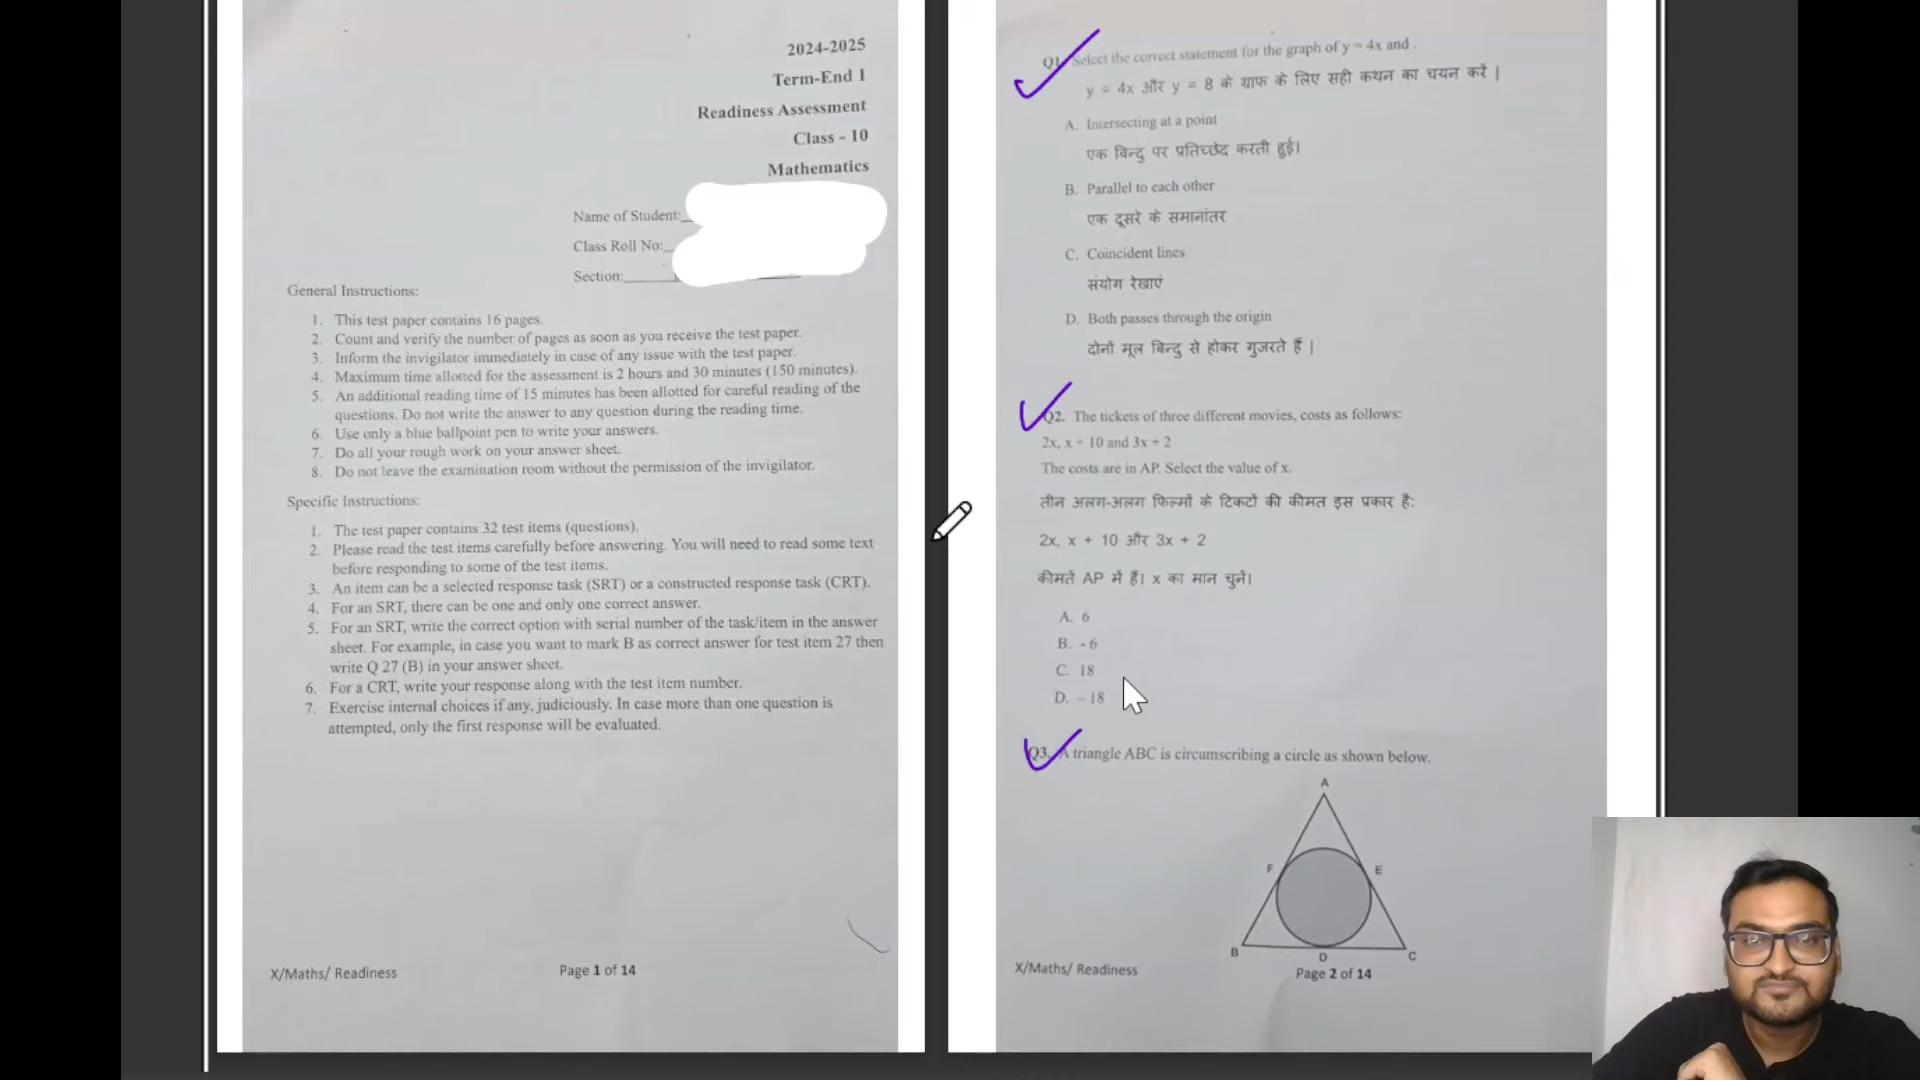 2024-2025
Term-End 1
Readiness Assessment
Class - 10
Mathematics
Name of Student:
Class Roll No:
Section:
General Instructions:
1. This test paper contains 16 pages.
2. Count and verify the number of pages as soon as you receive the test paper.
3. Inform the invigilator immediately in case of any issue with the test paper.
4. Maximum time allotted for the assessment is 2 hours and 30 minutes (150 minutes).
5. An additional reading time of 15 minutes has been allotted for careful reading of the
questions. Do not write the answer to any question during the reading time.
6. Use only a blue ballpoint pen to write your answers.
7. Do all your rough work on your answer sheet.
8. Do not leave the examination room without the permission of the invigilator.
Specific Instructions:
1. The test paper contains 32 test items (questions).
2. Please read the test items carefully before answering. You will need to read some text
before responding to some of the test items.
3. An item can be a selected response task (SRT) or a constructed response task (CRT).
4. For an SRT, there can be one and only one correct answer.
5. For an SRT, write the correct option with serial number of the task/item in the answer
sheet. For example, in case you want to mark B as correct answer for test item 27 then
write Q 27 (B) in your answer sheet.
6. For a CRT, write your response along with the test item number.
7. Exercise internal choices if any, judiciously. In case more than one question is
attempted, only the first response will be evaluated.
X/Maths/ Readiness
Page 1 of 14
Q1. Select the correct statement for the graph of y = 4x and .
y = 4x और y = 8 के ग्राफ के लिए सही कथन का चयन करें |
A. Intersecting at a point
एक बिन्दु पर प्रतिच्छेद करती हुई।
B. Parallel to each other
एक दूसरे के समानांतर
C. Coincident lines
संयोग रेखाएं
D. Both passes through the origin
दोनों मूल बिन्दु से होकर गुजरते हैं |
Q2. The tickets of three different movies, costs as follows:
2x, x + 10 and 3x + 2
The costs are in AP. Select the value of x.
तीन अलग-अलग फिल्मों के टिकटों की कीमत इस प्रकार है:
2x, x + 10 और 3x + 2
कीमतें AP में हैं। x का मान चुनें।
A. 6
B. - 6
C. 18
D. – 18
Q3. A triangle ABC is circumscribing a circle as shown below.
A
F
E
B
D
C
X/Maths/ Readiness
Page 2 of 14